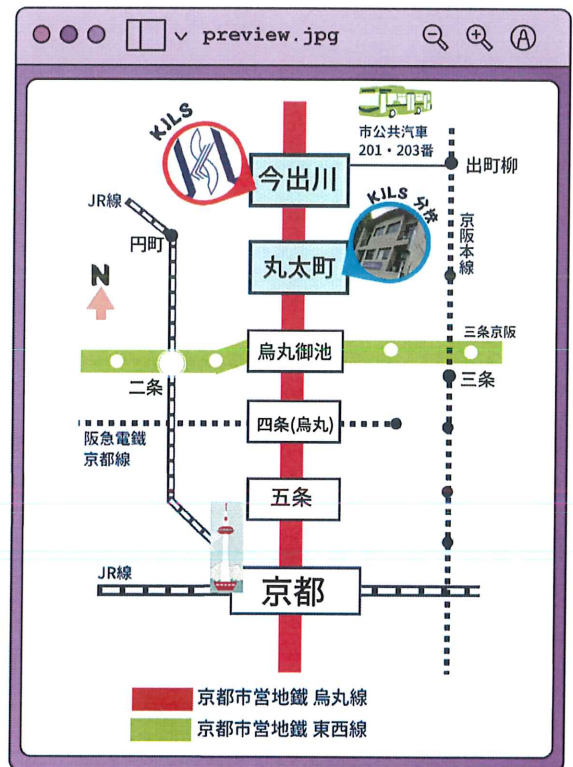 preview.jpg
市公共汽車
201・203番
KJLS
今出川
出町柳
KJLS 分校
JR線
円町
京阪本線
丸太町
N
三条京阪
烏丸御池
二条
三条
四条(烏丸)
阪急電鐵
京都線
五条
JR線
京都
京都市営地鐵 烏丸線
京都市営地鐵 東西線